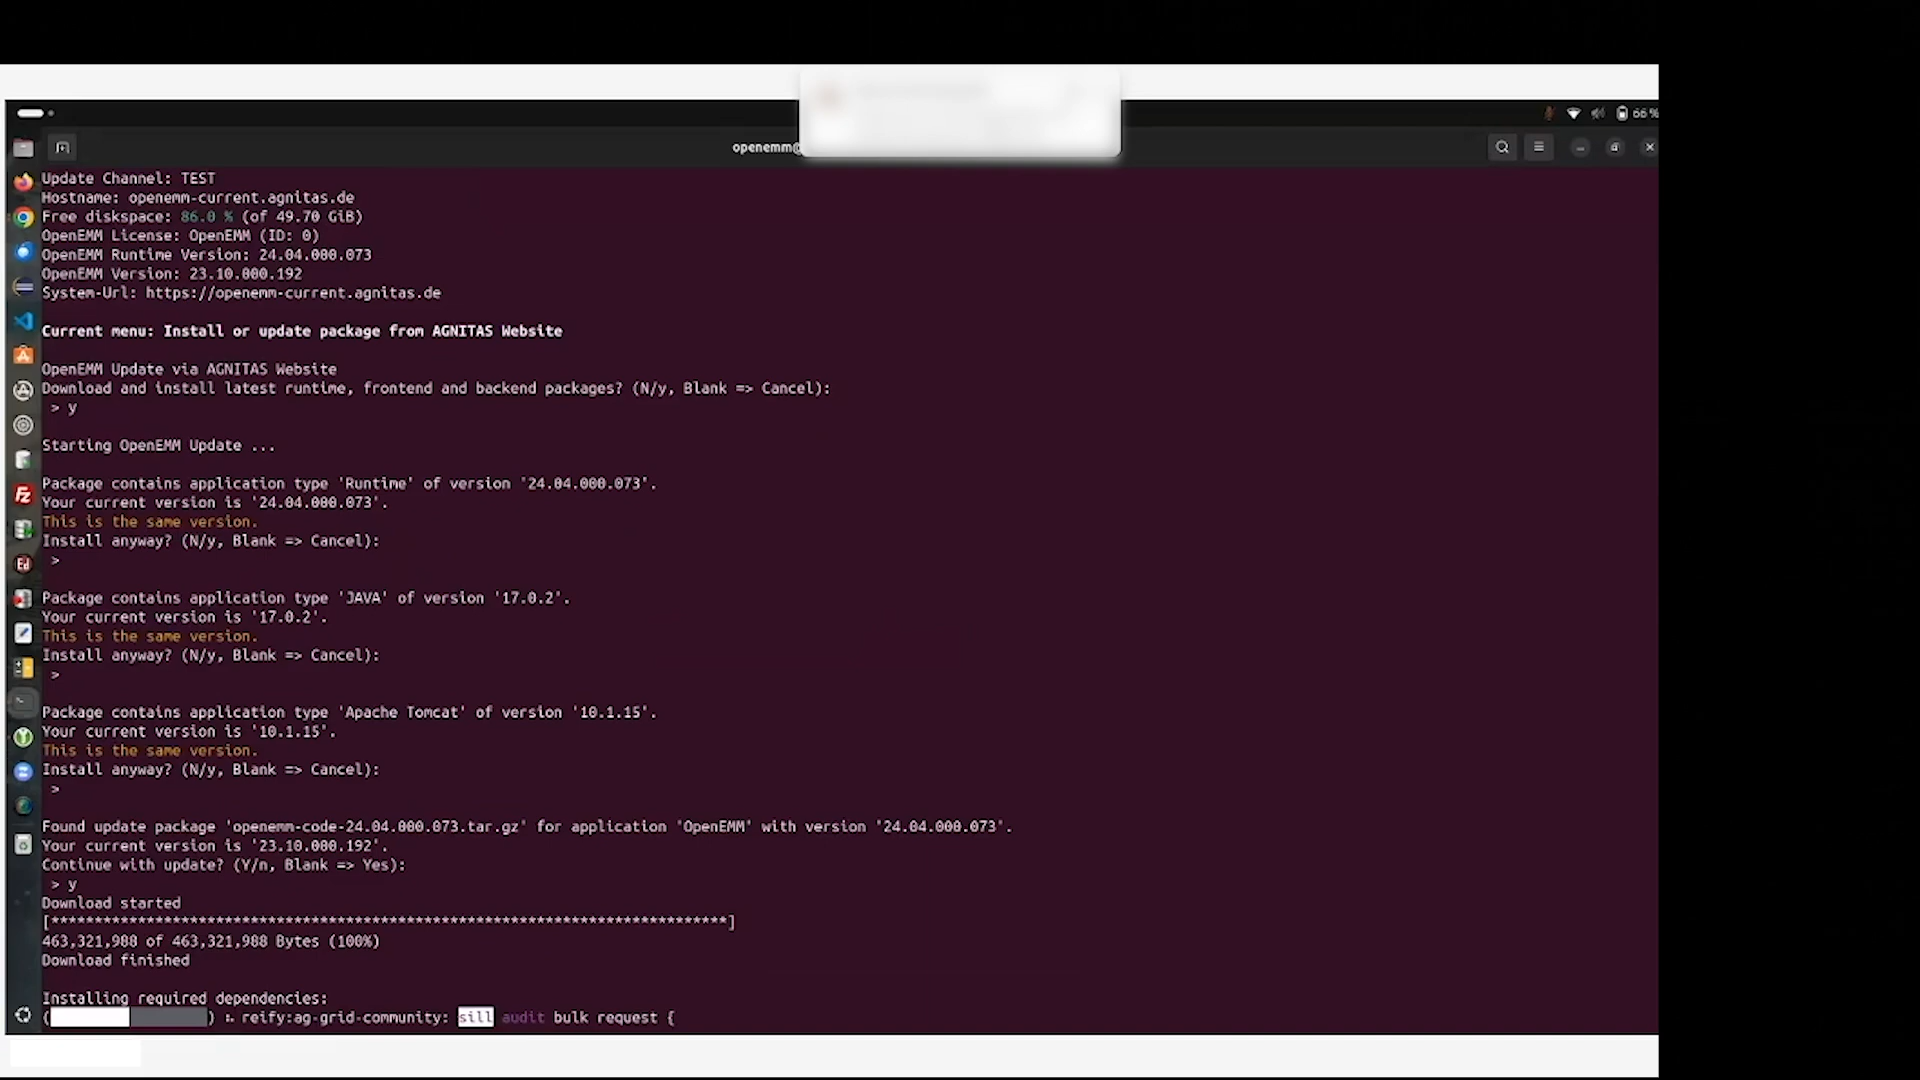 66 %
openemm@
Update Channel: TEST
Hostname: openemm-current.agnitas.de
Free diskspace: 86.0 % (of 49.70 GiB)
OpenEMM License: OpenEMM (ID: 0)
OpenEMM Runtime Version: 24.04.000.073
OpenEMM Version: 23.10.000.192
System-Url: https://openemm-current.agnitas.de
Current menu: Install or update package from AGNITAS Website
OpenEMM Update via AGNITAS Website
Download and install latest runtime, frontend and backend packages? (N/y, Blank => Cancel):
> y
Starting OpenEMM Update ...
Package contains application type 'Runtime' of version '24.04.000.073'.
Your current version is '24.04.000.073'.
This is the same version.
Install anyway? (N/y, Blank => Cancel):
>
Package contains application type 'JAVA' of version '17.0.2'.
Your current version is '17.0.2'.
This is the same version.
Install anyway? (N/y, Blank => Cancel):
>
Package contains application type 'Apache Tomcat' of version '10.1.15'.
Your current version is '10.1.15'.
This is the same version.
Install anyway? (N/y, Blank => Cancel):
>
Found update package 'openemm-code-24.04.000.073.tar.gz' for application 'OpenEMM' with version '24.04.000.073'.
Your current version is '23.10.000.192'.
Continue with update? (Y/n, Blank => Yes):
> y
Download started
[******************************************************************************]
463,321,988 of 463,321,988 Bytes (100%)
Download finished
Installing required dependencies:
( ) ⠦ reify:ag-grid-community: sill audit bulk request {